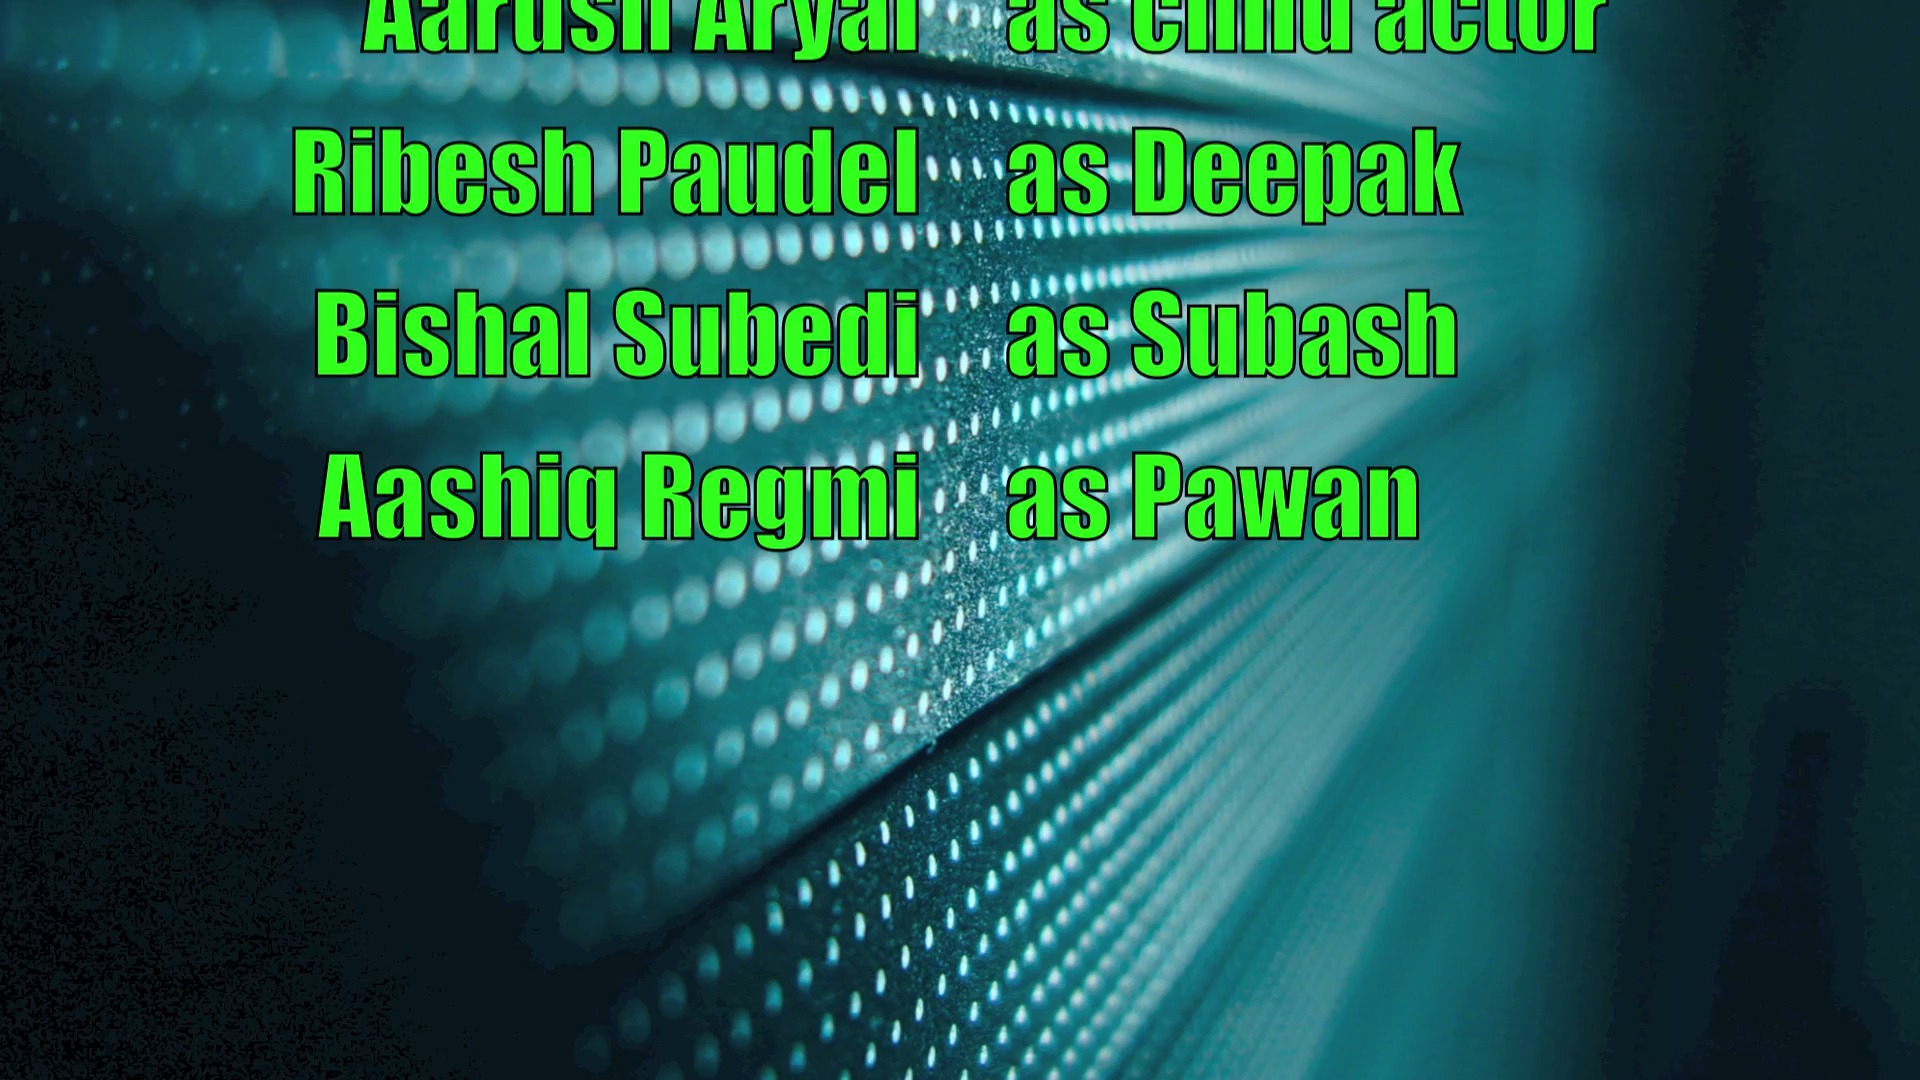 Aarush Aryal as child actor
Ribesh Paudel as Deepak
Bishal Subedi as Subash
Aashiq Regmi as Pawan